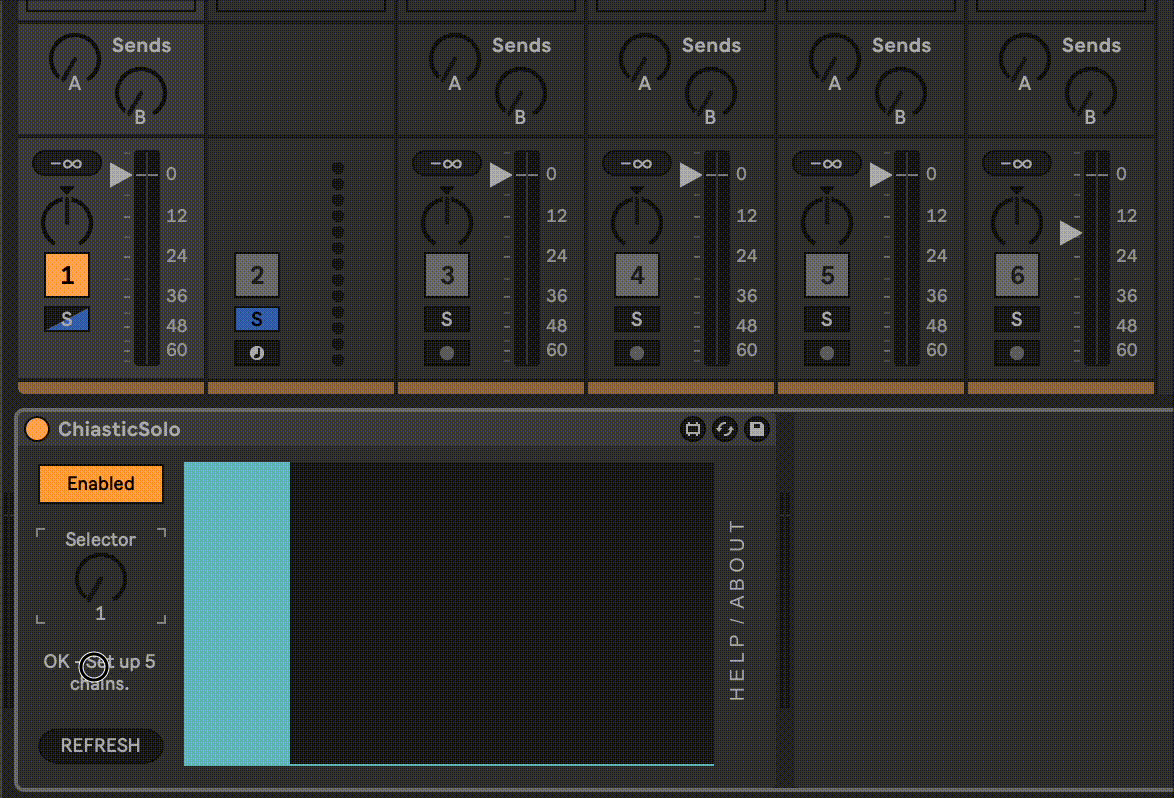 Sends Sends Sends Sends Sends
A A A A A
B B B B B
-∞ -∞ -∞ -∞ -∞
0 0 0 0 0
12 12 12 12 12
24 24 24 24 24
1 2 3 4 5 6
36 36 36 36 36
S S S S S S
48 48 48 48 48
60 60 60 60 60
ChiasticSolo
Enabled
Selector
1
OK - Set up 5
chains.
REFRESH
HELP / ABOUT